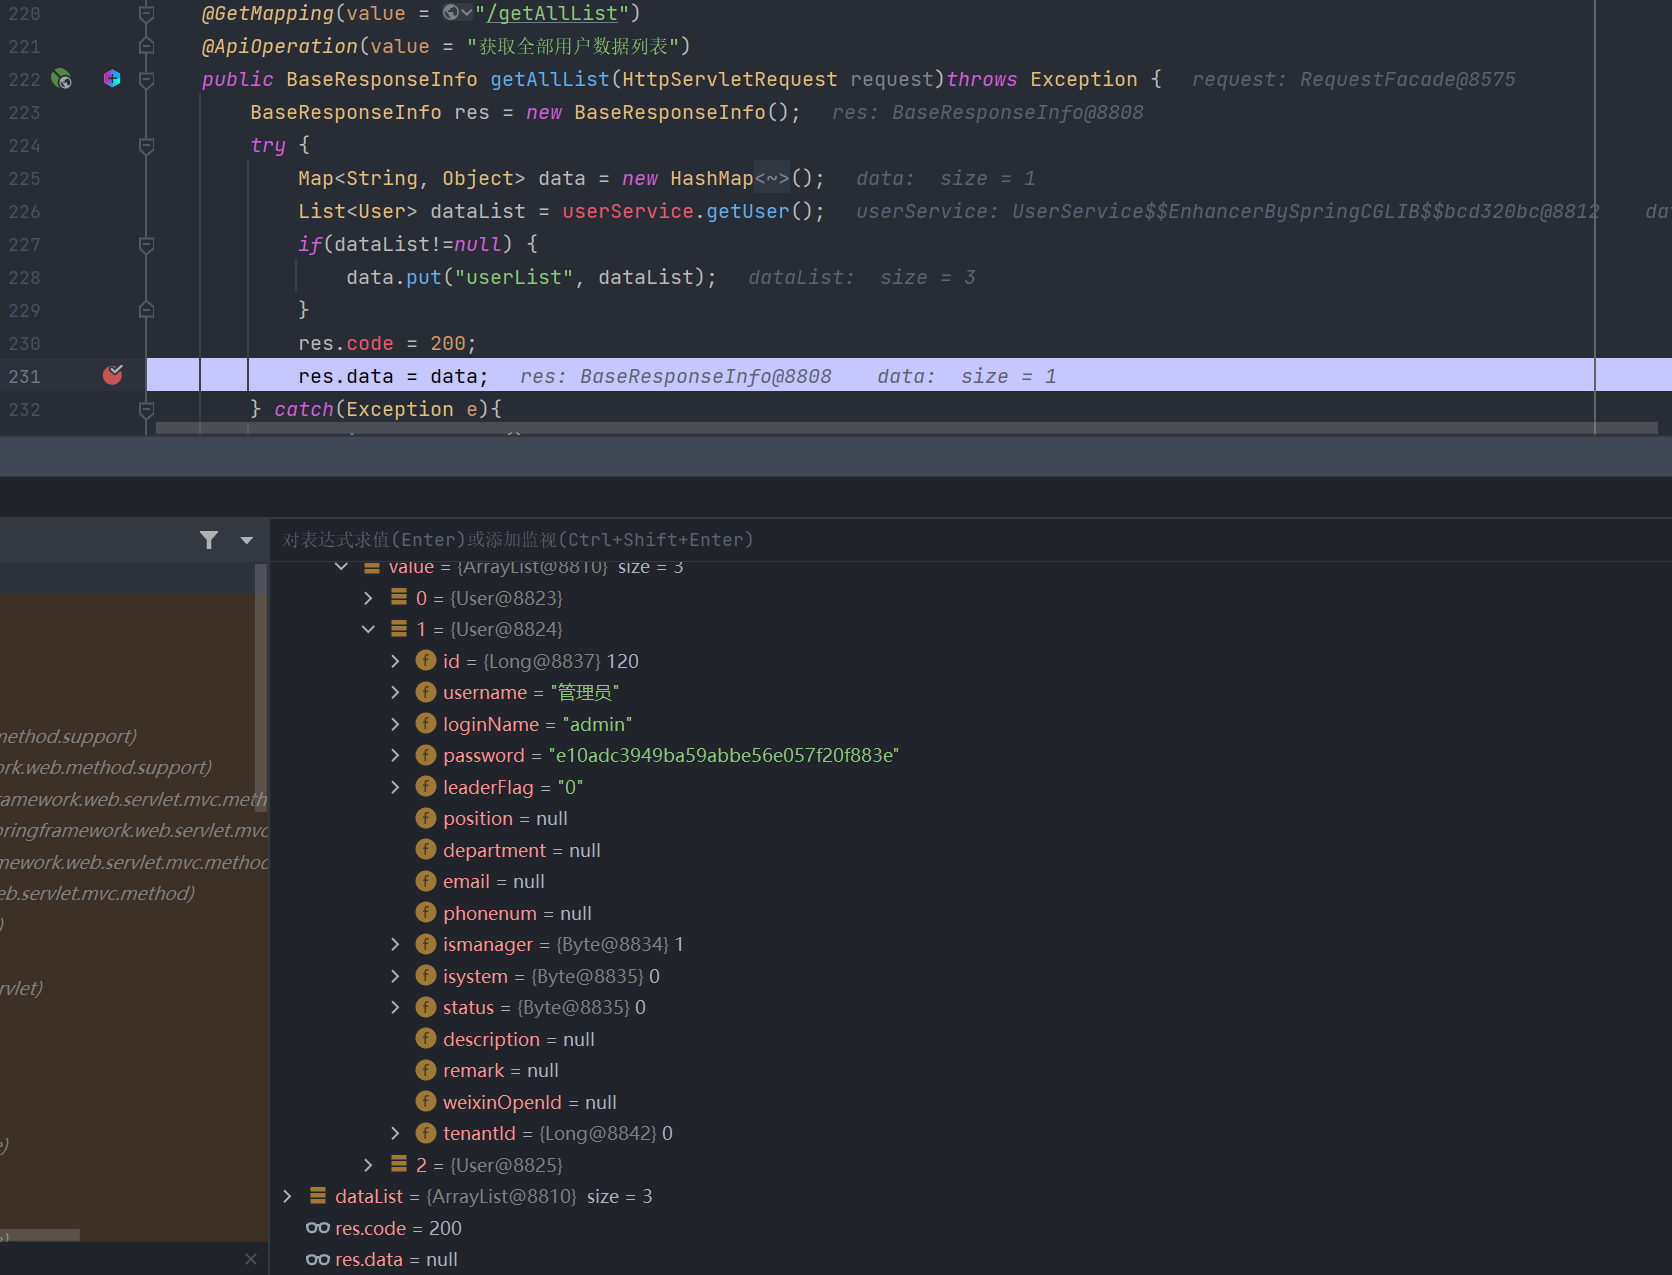 220 @GetMapping(value = "/getAllList")
221 @ApiOperation(value = "获取全部用户数据列表")
222 public BaseResponseInfo getAllList(HttpServletRequest request)throws Exception { request: RequestFacade@8575
223 BaseResponseInfo res = new BaseResponseInfo(); res: BaseResponseInfo@8808
224 try {
225 Map<String, Object> data = new HashMap<~>(); data: size = 1
226 List<User> dataList = userService.getUser(); userService: UserService$$EnhancerBySpringCGLIB$$bcd320bc@8812 dat
227 if(dataList!=null) {
228 data.put("userList", dataList); dataList: size = 3
229 }
230 res.code = 200;
231 res.data = data; res: BaseResponseInfo@8808 data: size = 1
232 } catch(Exception e){
对表达式求值(Enter)或添加监视(Ctrl+Shift+Enter)
value = {ArrayList@8810} size = 3
0 = {User@8823}
1 = {User@8824}
id = {Long@8837} 120
username = "管理员"
loginName = "admin"
password = "e10adc3949ba59abbe56e057f20f883e"
leaderFlag = "0"
position = null
department = null
email = null
phonenum = null
ismanager = {Byte@8834} 1
isystem = {Byte@8835} 0
status = {Byte@8835} 0
description = null
remark = null
weixinOpenId = null
tenantId = {Long@8842} 0
2 = {User@8825}
dataList = {ArrayList@8810} size = 3
res.code = 200
res.data = null
method.support)
ork.web.method.support)
ramework.web.servlet.mvc.meth
pringframework.web.servlet.mvc
mework.web.servlet.mvc.method
eb.servlet.mvc.method)
)
rvlet)
e)